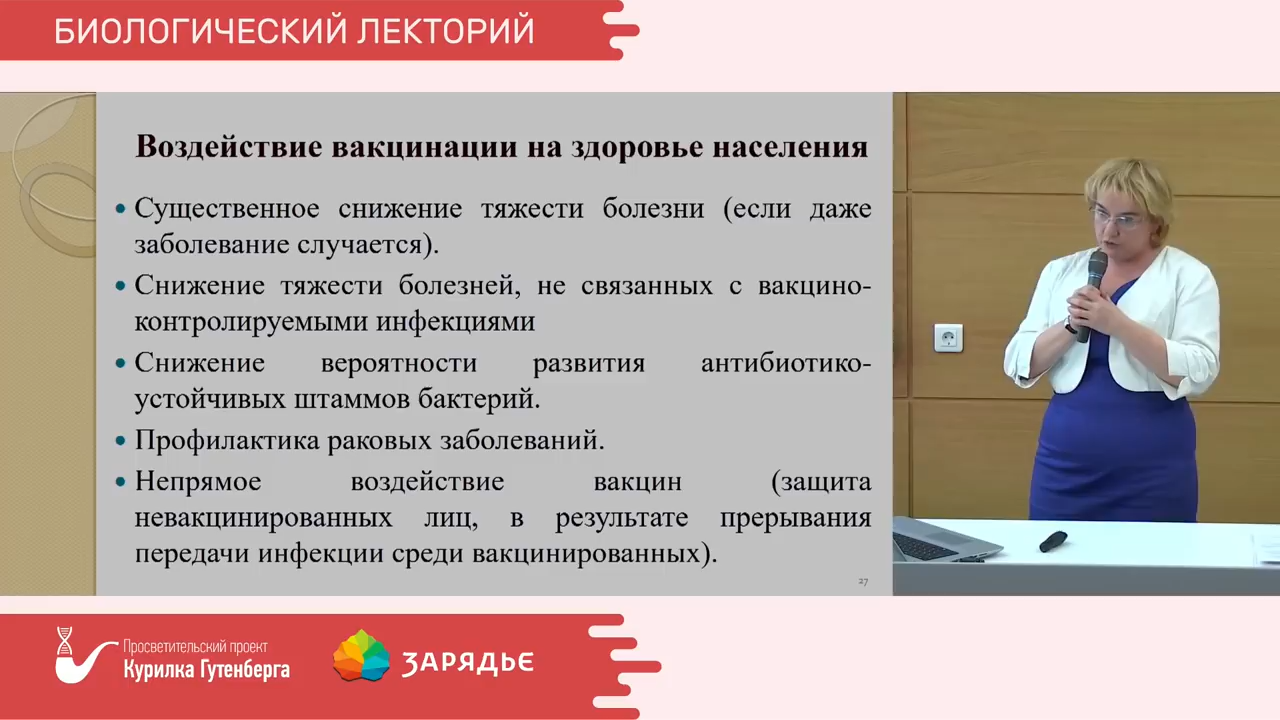 БИОЛОГИЧЕСКИЙ ЛЕКТОРИЙ
Воздействие вакцинации на здоровье населения
Существенное снижение тяжести болезни (если даже
заболевание случается).
Снижение тяжести болезней, не связанных с вакцино-
контролируемыми инфекциями
Снижение вероятности развития антибиотико-
устойчивых штаммов бактерий.
Профилактика раковых заболеваний.
Непрямое воздействие вакцин (защита
невакцинированных лиц, в результате прерывания
передачи инфекции среди вакцинированных).
27
Просветительский проект
Курилка Гутенберга
ЗАРЯДЬЕ